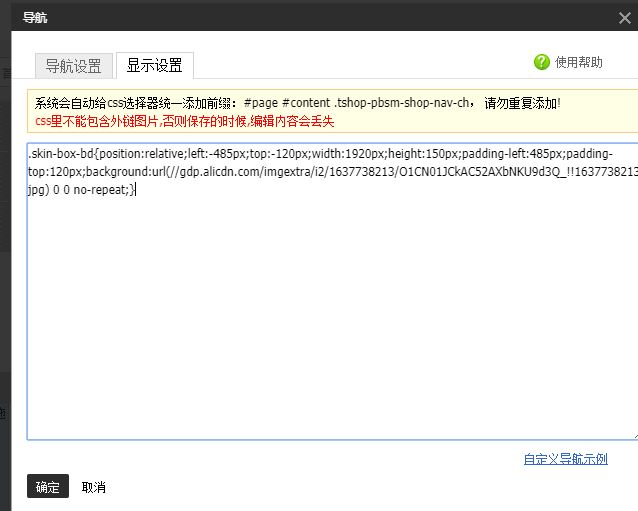 导航
导航设置
显示设置
使用帮助
系统会自动给css选择器统一添加前缀：#page #content .tshop-pbsm-shop-nav-ch， 请勿重复添加!
css里不能包含外链图片,否则保存的时候,编辑内容会丢失
.skin-box-bd{position:relative;left:-485px;top:-120px;width:1920px;height:150px;padding-left:485px;padding-
top:120px;background:url(//gdp.alicdn.com/imgextra/i2/1637738213/O1CN01JCkAC52AXbNKU9d3Q_!!1637738213
jpg) 0 0 no-repeat;}
自定义导航示例
确定
取消